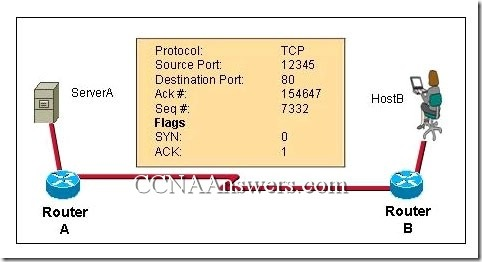 Protocol: TCP
Source Port: 12345
Destination Port: 80
Ack #: 154647
Seq #: 7332
Flags
SYN: 0
ACK: 1
ServerA
HostB
CCNAAnswers.com
Router
A
Router
B